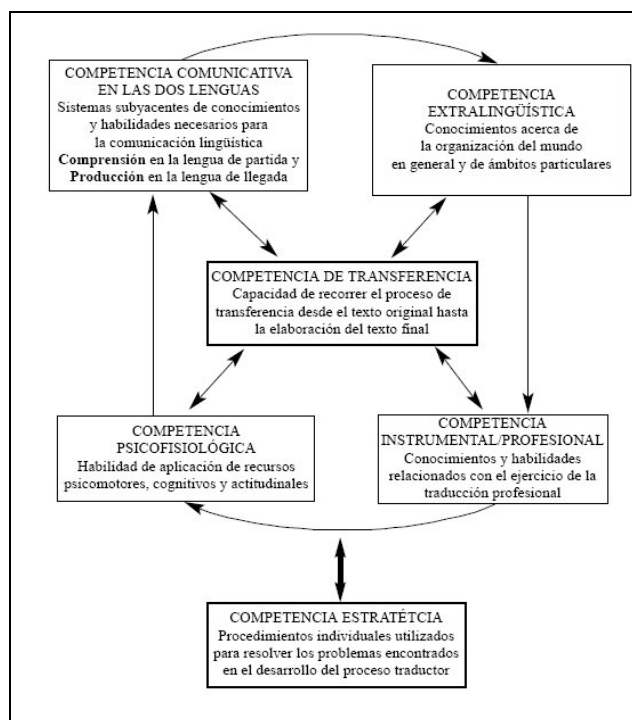 COMPETENCIA COMUNICATIVA
EN LAS DOS LENGUAS
Sistemas subyacentes de conocimientos
y habilidades necesarios para
la comunicación lingüística
Comprensión en la lengua de partida y
Producción en la lengua de llegada
COMPETENCIA
EXTRALINGÜÍSTICA
Conocimientos acerca de
la organización del mundo
en general y de ámbitos particulares
COMPETENCIA DE TRANSFERENCIA
Capacidad de recorrer el proceso de
transferencia desde el texto original hasta
la elaboración del texto final
COMPETENCIA
PSICOFISIOLÓGICA
Habilidad de aplicación de recursos
psicomotores, cognitivos y actitudinales
COMPETENCIA
INSTRUMENTAL/PROFESIONAL
Conocimientos y habilidades
relacionados con el ejercicio de la
traducción profesional
COMPETENCIA ESTRATÉTCIA
Procedimientos individuales utilizados
para resolver los problemas encontrados
en el desarrollo del proceso traductor